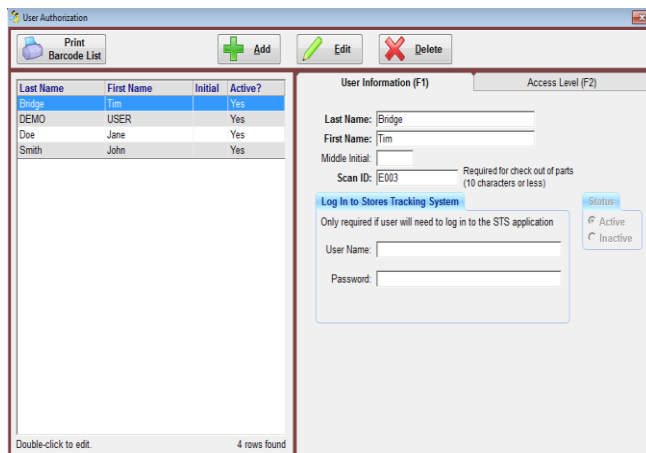 User Authorization
Print
Barcode List
Add
Edit
Delete
Last Name First Name Initial Active?
Bridge Tim Yes
DEMO USER Yes
Doe Jane Yes
Smith John Yes
Double-click to edit. 4 rows found
User Information (F1) Access Level (F2)
Last Name: Bridge
First Name: Tim
Middle Initial:
Scan ID: E003 Required for check out of parts
(10 characters or less)
Log In to Stores Tracking System
Only required if user will need to log in to the STS application
User Name:
Password:
Status
Active
Inactive